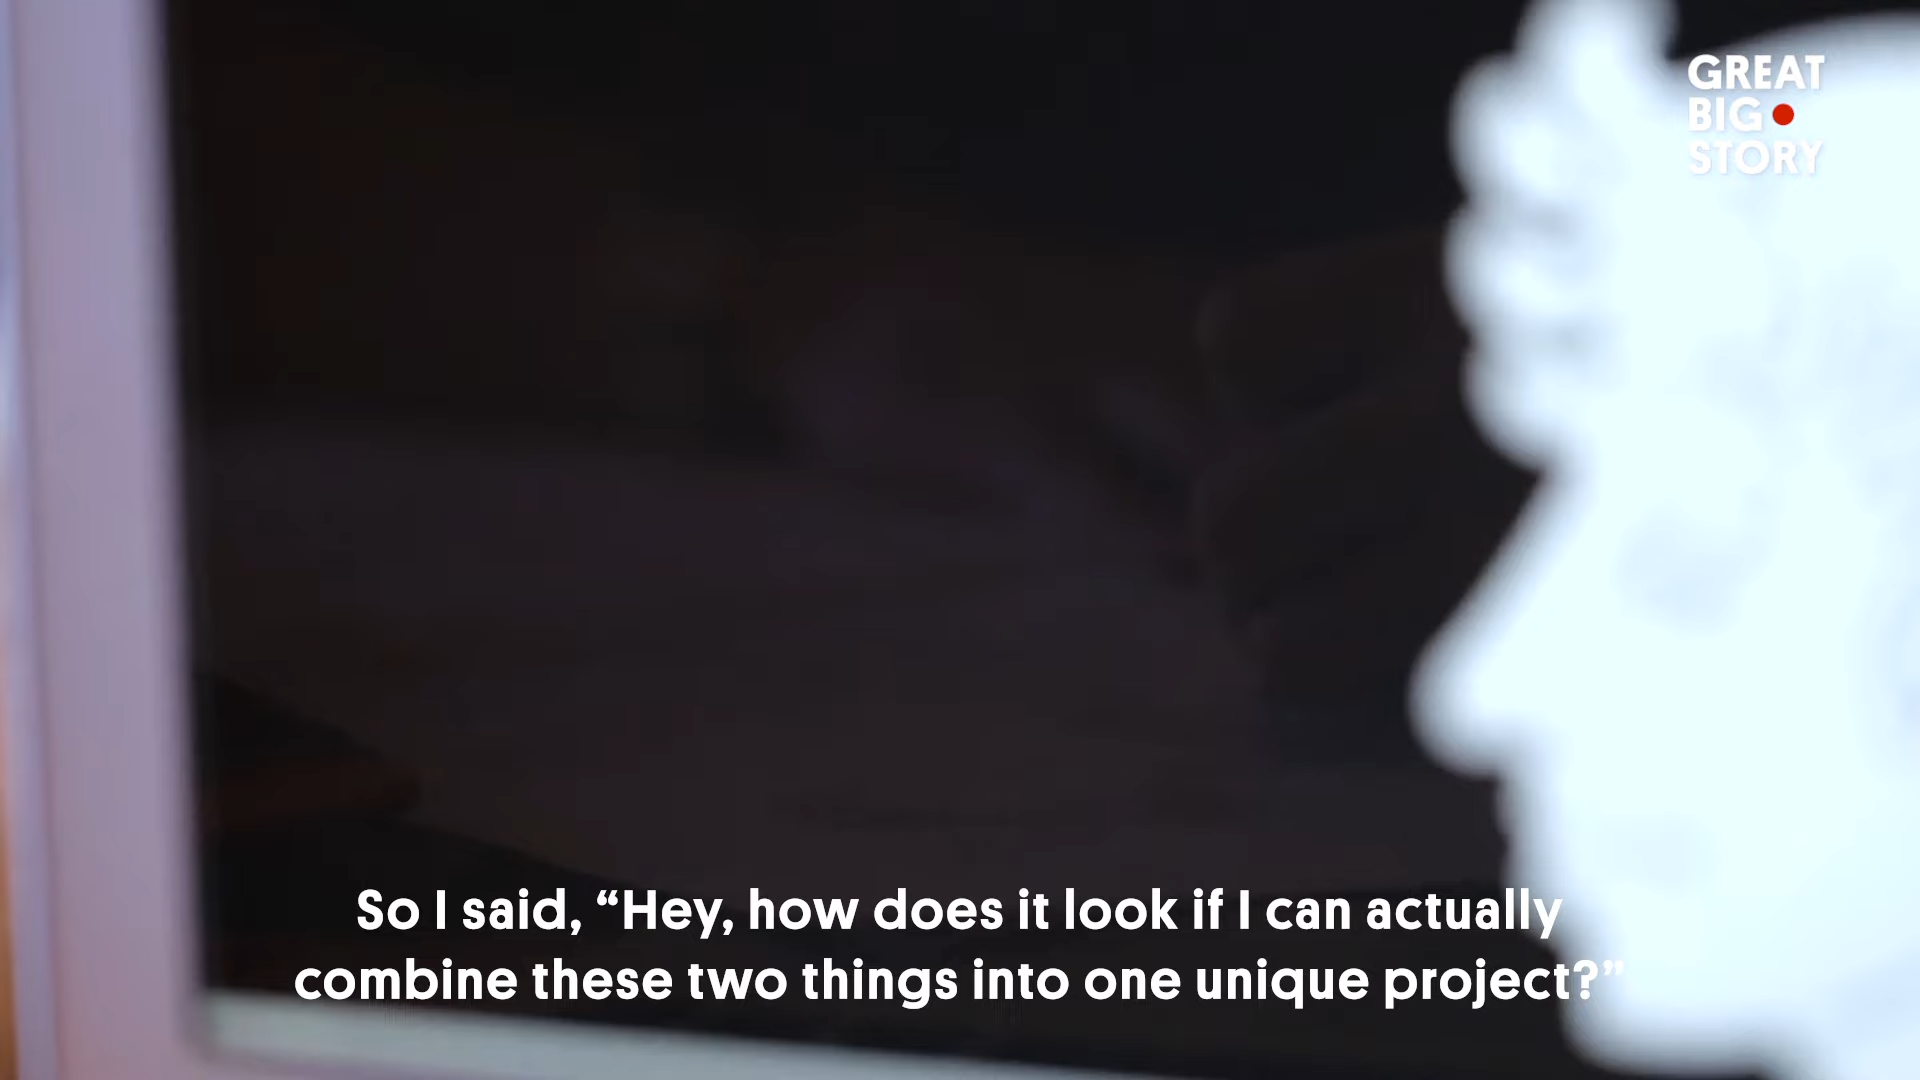 GREAT
BIG
STORY
So I said, “Hey, how does it look if I can actually
combine these two things into one unique project?”